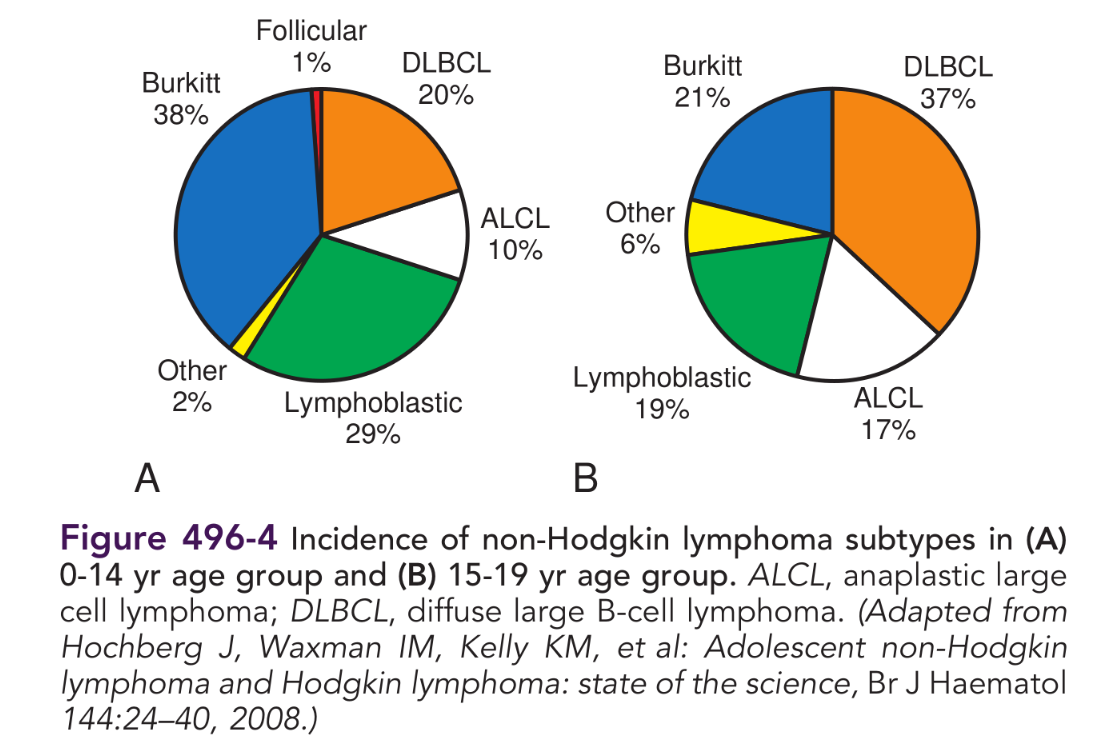 Follicular
1%
DLBCL
20%
Burkitt
38%
ALCL
10%
Other
2%
Lymphoblastic
29%
A
Burkitt
21%
DLBCL
37%
Other
6%
Lymphoblastic
19%
ALCL
17%
B
Figure 496-4 Incidence of non-Hodgkin lymphoma subtypes in (A)
0-14 yr age group and (B) 15-19 yr age group. ALCL, anaplastic large
cell lymphoma; DLBCL, diffuse large B-cell lymphoma. (Adapted from
Hochberg J, Waxman IM, Kelly KM, et al: Adolescent non-Hodgkin
lymphoma and Hodgkin lymphoma: state of the science, Br J Haematol
144:24–40, 2008.)